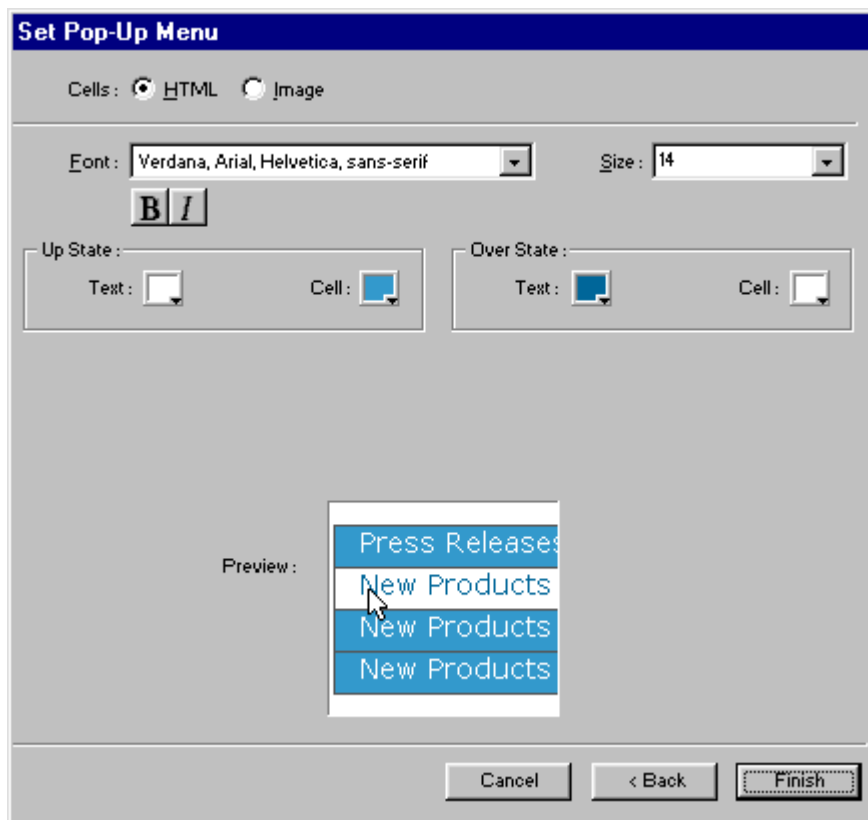 Set Pop-Up Menu
Cells : HTML Image
Font : Verdana, Arial, Helvetica, sans-serif Size : 14
B I
Up State : Over State :
Text : Cell : Text : Cell :
Preview :
Press Releases
New Products
New Products
New Products
Cancel < Back Finish